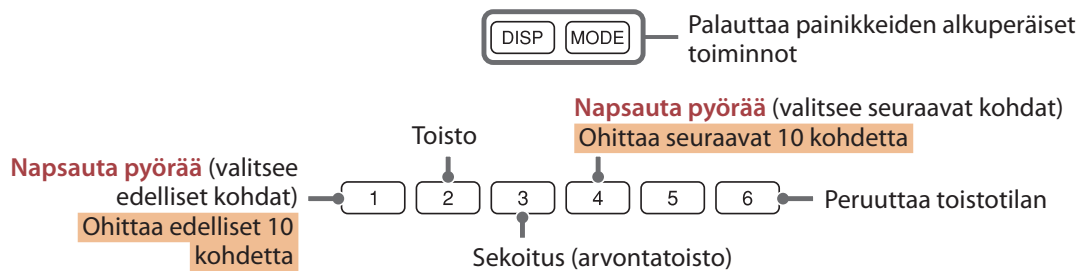 DISP MODE
Palauttaa painikkeiden alkuperäiset
toiminnot
Napsauta pyörää (valitsee seuraavat kohdat)
Ohittaa seuraavat 10 kohdetta
Toisto
Napsauta pyörää (valitsee
edelliset kohdat)
Ohittaa edelliset 10
kohdetta
1 2 3 4 5 6
Peruuttaa toistotilan
Sekoitus (arvontatoisto)